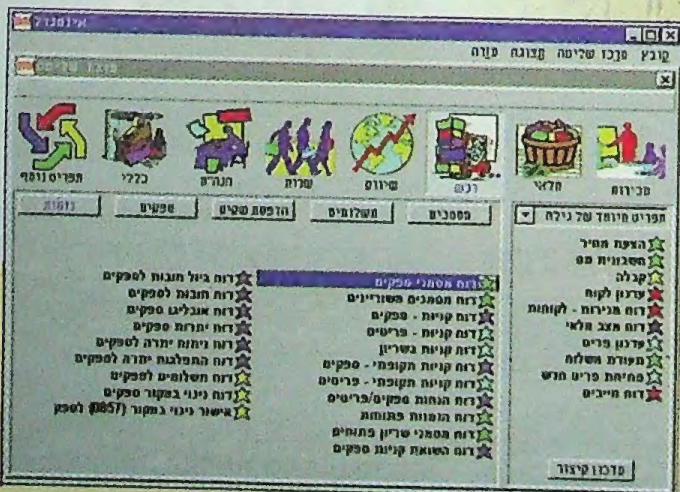 קובץ מרכז שליטה תצוגה עזרה
מכירות
מלאי
רכש
שיווק
שרות
הנה"ח
כללי
תפריט נוסף
מסמכים
תשלומים
הדפסת שקים
ספקים
דוחות
תפריט מיוחד של גילה
הצעת מחיר
חשבונית מס
קבלה
עדכון לקוח
דוח מכירות - לקוחות
דוח מצב מלאי
עדכון פריט
תעודת משלוח
פתיחת פריט חדש
דוח חייבים
עדכון קיצור
דוח מסמכי ספקים
דוח מסמכים משוריינים
דוח קניות - ספקים
דוח קניות - פריטים
דוח קניות בשריון
דוח קניות תקופתי - ספקים
דוח קניות תקופתי - פריטים
דוח הנחות ספקים/פריטים
דוח הזמנות פתוחות
דוח מסמכי שריון פתוחים
דוח השוואת קניות ספקים
דוח גיול חובות לספקים
דוח חובות לספקים
דוח אובליגו ספקים
דוח יתרות ספקים
דוח ניתוח יתרה לספקים
דוח התפלגות יתרה לספקים
דוח תשלומים לספקים
דוח ניכוי במקור ספקים
אישור ניכוי במקור (0857) לספק